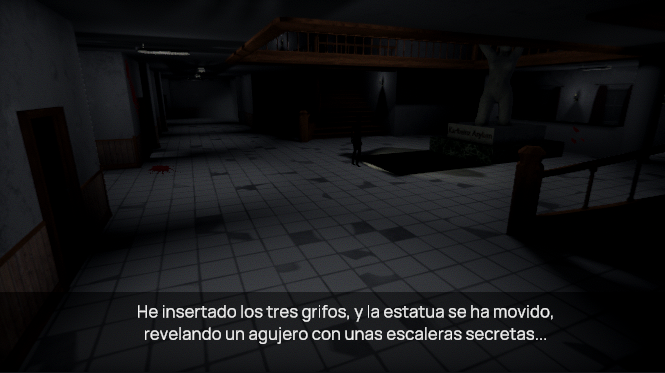 He insertado los tres grifos, y la estatua se ha movido,
revelando un agujero con unas escaleras secretas...